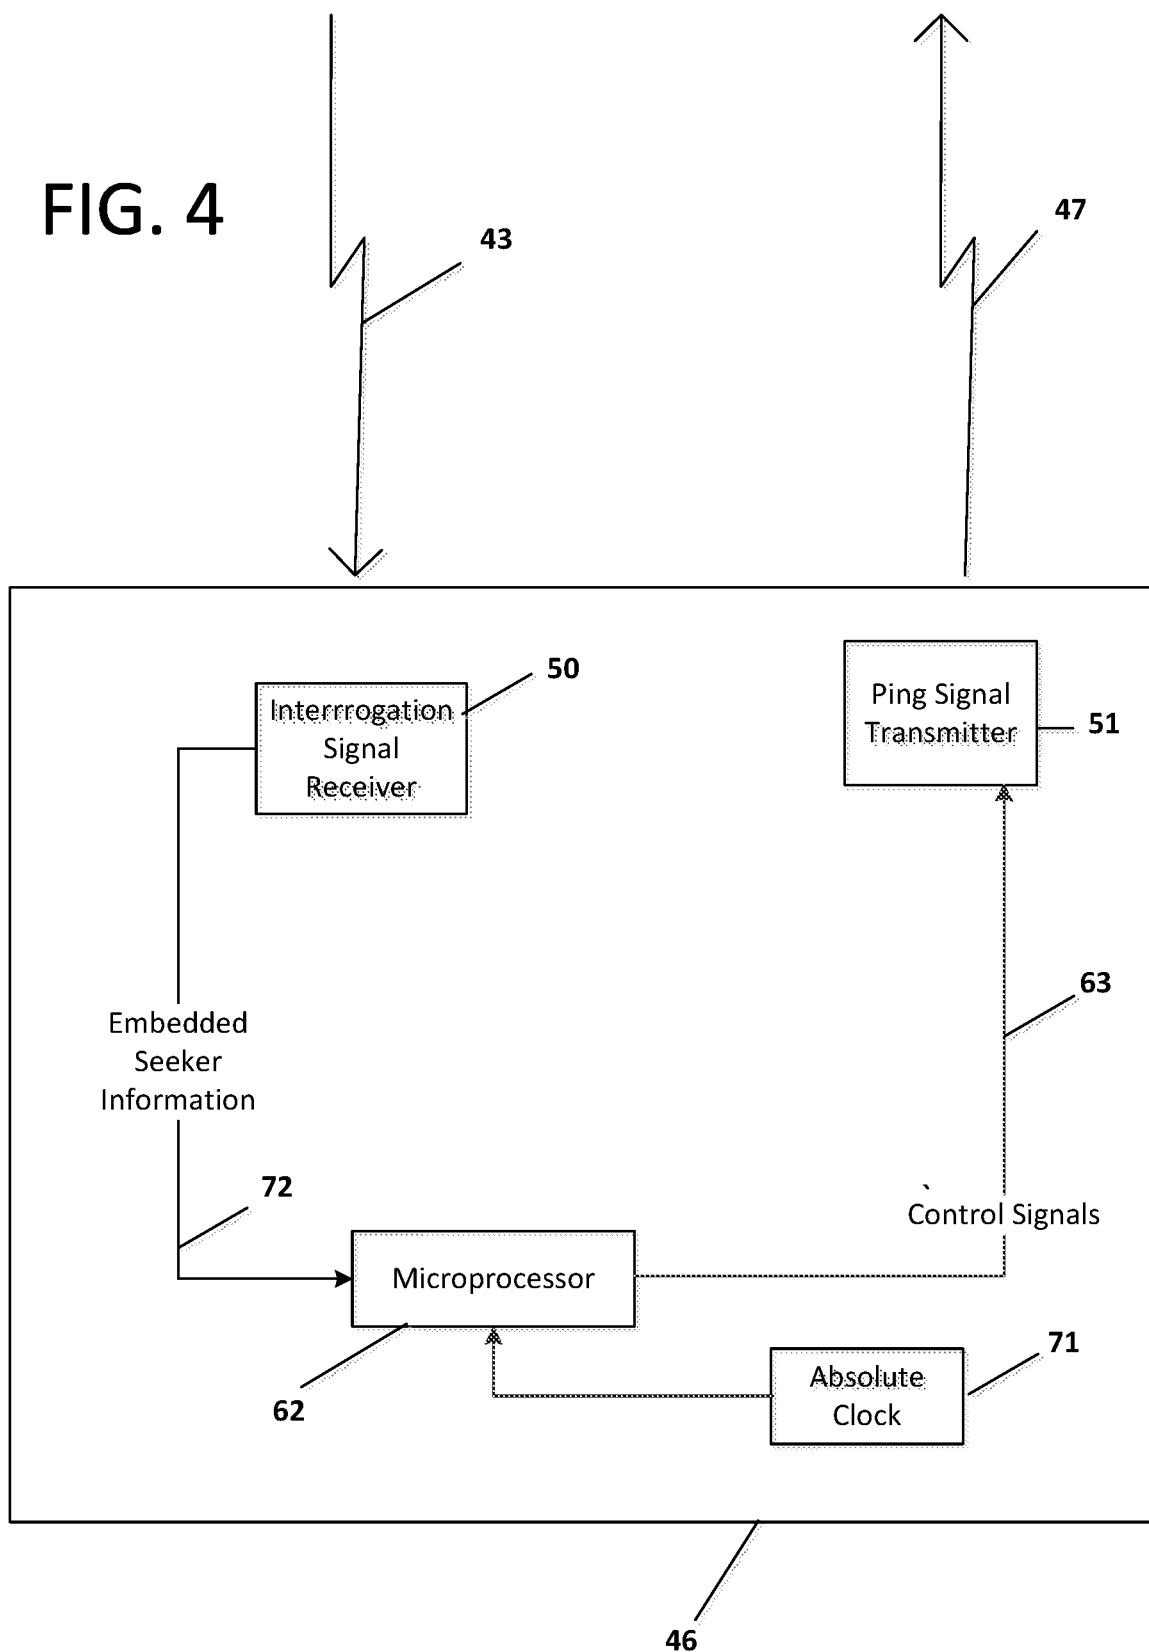 FIG. 4
43
47
50
Interrrogation
Signal
Receiver
Ping Signal
Transmitter
51
63
Embedded
Seeker
Information
72
Control Signals
Microprocessor
71
Absolute
Clock
62
46